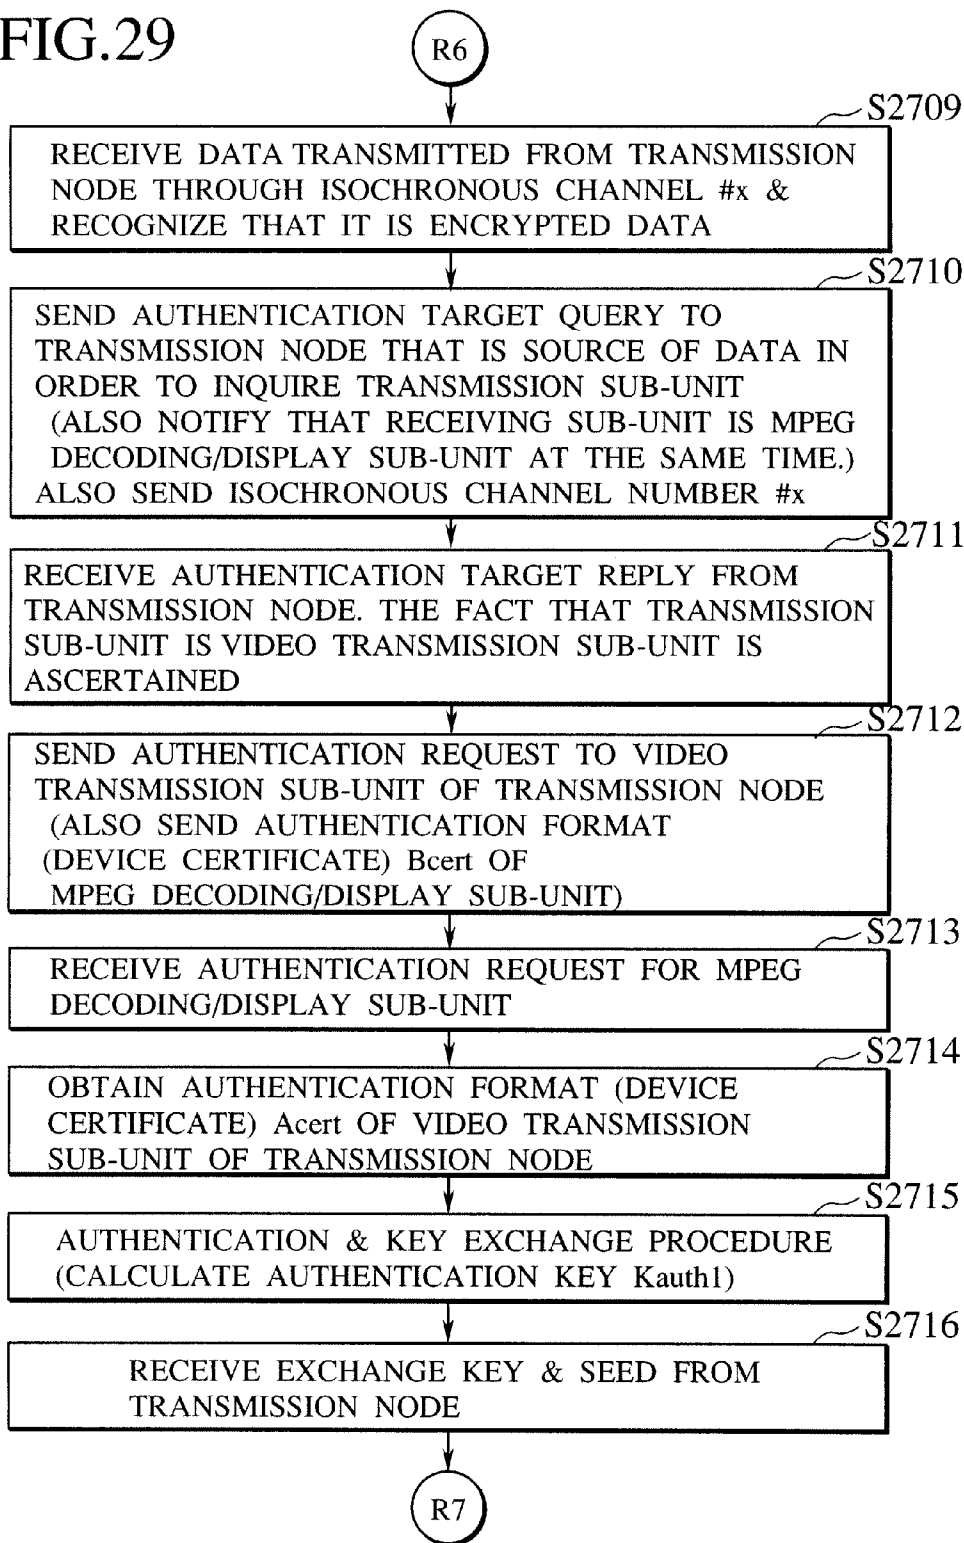 FIG.29
R6
S2709
RECEIVE DATA TRANSMITTED FROM TRANSMISSION
NODE THROUGH ISOCHRONOUS CHANNEL #x &
RECOGNIZE THAT IT IS ENCRYPTED DATA
S2710
SEND AUTHENTICATION TARGET QUERY TO
TRANSMISSION NODE THAT IS SOURCE OF DATA IN
ORDER TO INQUIRE TRANSMISSION SUB-UNIT
(ALSO NOTIFY THAT RECEIVING SUB-UNIT IS MPEG
DECODING/DISPLAY SUB-UNIT AT THE SAME TIME.)
ALSO SEND ISOCHRONOUS CHANNEL NUMBER #x
S2711
RECEIVE AUTHENTICATION TARGET REPLY FROM
TRANSMISSION NODE. THE FACT THAT TRANSMISSION
SUB-UNIT IS VIDEO TRANSMISSION SUB-UNIT IS
ASCERTAINED
S2712
SEND AUTHENTICATION REQUEST TO VIDEO
TRANSMISSION SUB-UNIT OF TRANSMISSION NODE
(ALSO SEND AUTHENTICATION FORMAT
(DEVICE CERTIFICATE) Bcert OF
MPEG DECODING/DISPLAY SUB-UNIT)
S2713
RECEIVE AUTHENTICATION REQUEST FOR MPEG
DECODING/DISPLAY SUB-UNIT
S2714
OBTAIN AUTHENTICATION FORMAT (DEVICE
CERTIFICATE) Acert OF VIDEO TRANSMISSION
SUB-UNIT OF TRANSMISSION NODE
S2715
AUTHENTICATION & KEY EXCHANGE PROCEDURE
(CALCULATE AUTHENTICATION KEY Kauth1)
S2716
RECEIVE EXCHANGE KEY & SEED FROM
TRANSMISSION NODE
R7